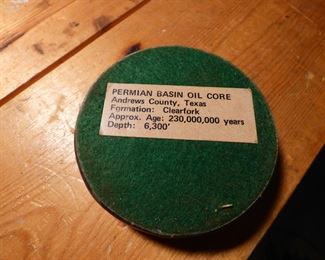 PERMIAN BASIN OIL CORE
Andrews County, Texas
Formation: Clearfork
Approx. Age: 230,000,000 years
Depth: 6,300'